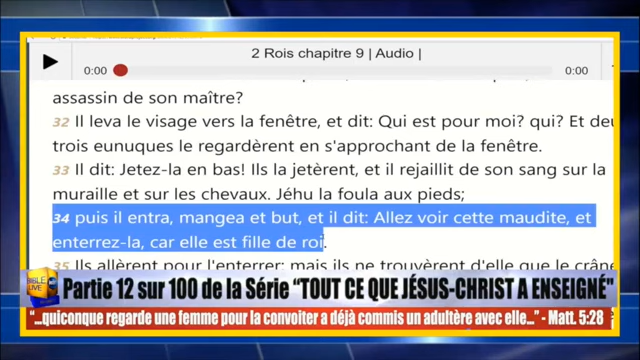 2 Rois chapitre 9 | Audio |
0:00
0:00
assassin de son maître?
32 Il leva le visage vers la fenêtre, et dit: Qui est pour moi? qui? Et deu
trois eunuques le regardèrent en s'approchant de la fenêtre.
33 Il dit: Jetez-la en bas! Ils la jetèrent, et il rejaillit de son sang sur la
muraille et sur les chevaux. Jéhu la foula aux pieds;
34 puis il entra, mangea et but, et il dit: Allez voir cette maudite, et
enterrez-la, car elle est fille de roi.
35 Ils allèrent pour l'enterrer; mais ils ne trouvèrent d'elle que le crâne
BIBLE
LIVE
Partie 12 sur 100 de la Série “TOUT CE QUE JÉSUS-CHRIST A ENSEIGNÉ"
“...quiconque regarde une femme pour la convoiter a déjà commis un adultère avec elle...” - Matt. 5:28